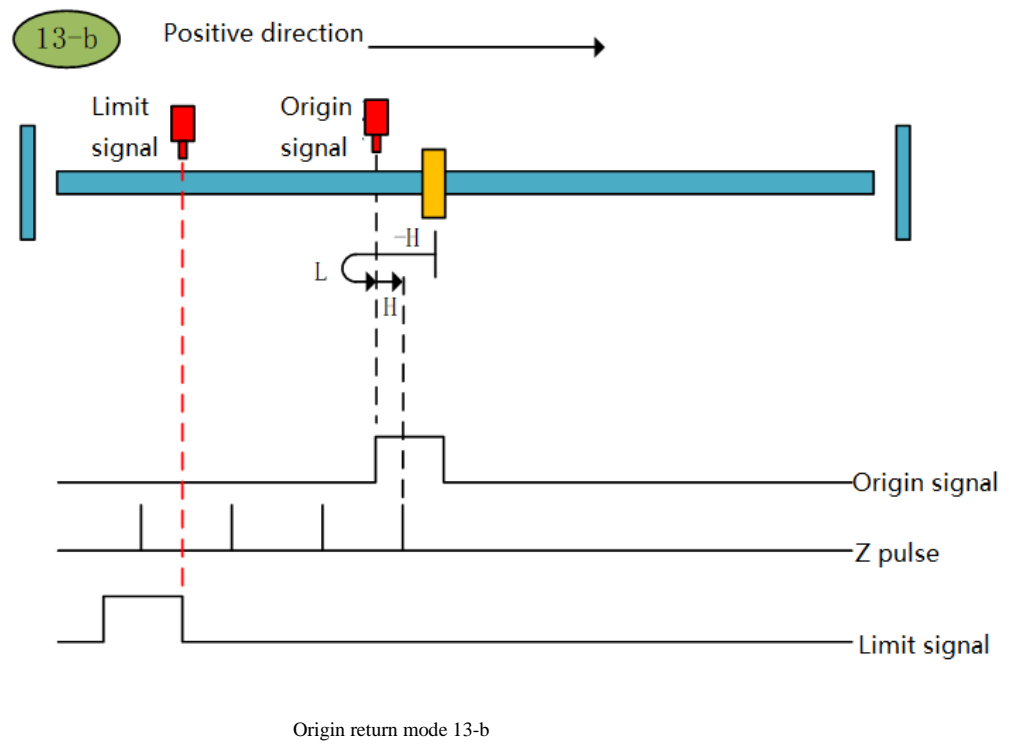 13-b
Positive direction
Limit
signal
Origin
signal
-H
L
H
Origin signal
Z pulse
Limit signal
Origin return mode 13-b